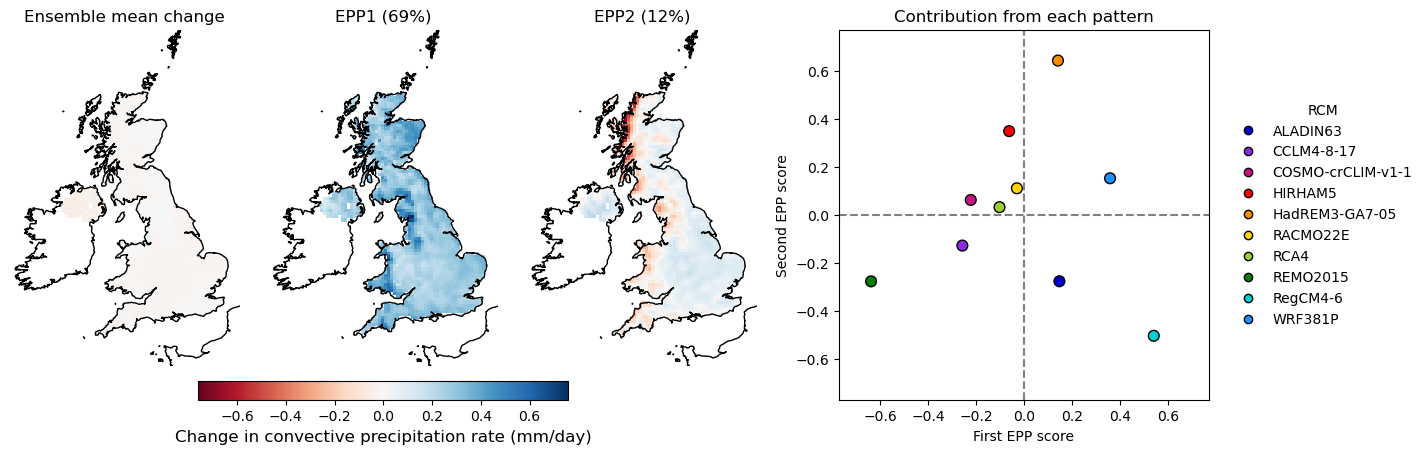 Ensemble mean change
EPP1 (69%)
EPP2 (12%)
−0.6 −0.4 −0.2 0.0 0.2 0.4 0.6
Change in convective precipitation rate (mm/day)
Contribution from each pattern
Second EPP score
0.6
0.4
0.2
0.0
−0.2
−0.4
−0.6
−0.6 −0.4 −0.2 0.0 0.2 0.4 0.6
First EPP score
RCM
ALADIN63
CCLM4-8-17
COSMO-crCLIM-v1-1
HIRHAM5
HadREM3-GA7-05
RACMO22E
RCA4
REMO2015
RegCM4-6
WRF381P